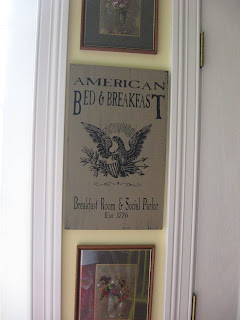 AMERICAN
BED & BREAKFAST
Breakfast Room & Social Parlor
Est 1776